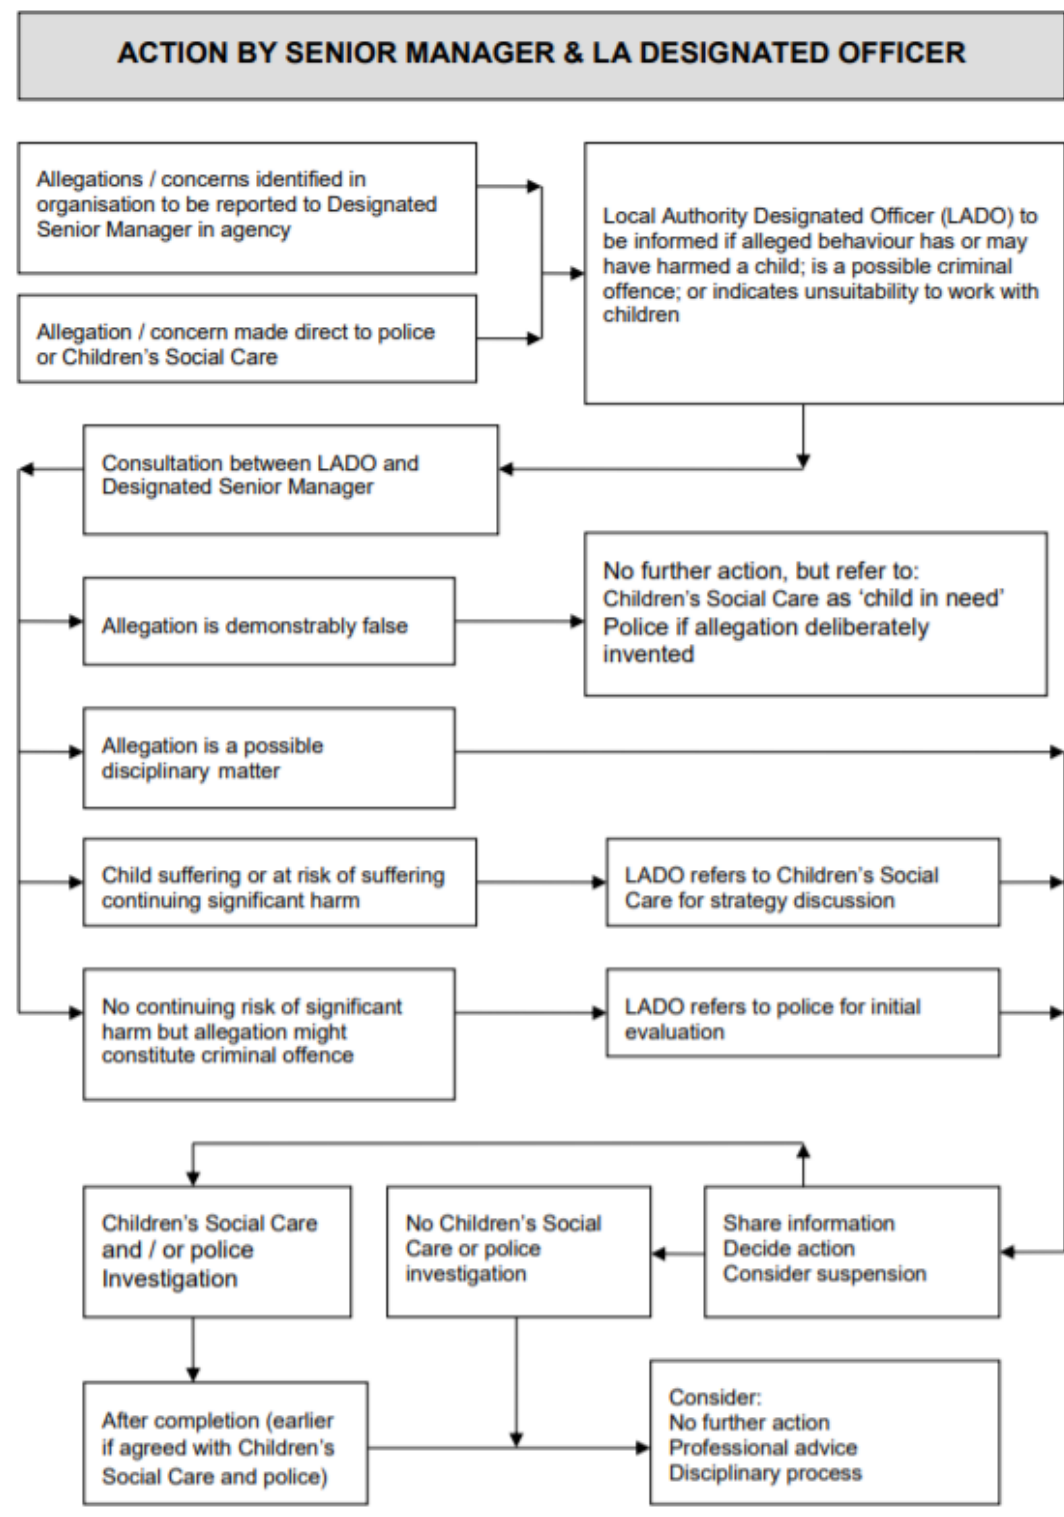 ACTION BY SENIOR MANAGER & LA DESIGNATED OFFICER
Allegations / concerns identified in
organisation to be reported to Designated
Senior Manager in agency
Allegation / concern made direct to police
or Children's Social Care
Local Authority Designated Officer (LADO) to
be informed if alleged behaviour has or may
have harmed a child; is a possible criminal
offence; or indicates unsuitability to work with
children
Consultation between LADO and
Designated Senior Manager
Allegation is demonstrably false
No further action, but refer to:
Children's Social Care as ‘child in need’
Police if allegation deliberately
invented
Allegation is a possible
disciplinary matter
Child suffering or at risk of suffering
continuing significant harm
LADO refers to Children's Social
Care for strategy discussion
No continuing risk of significant
harm but allegation might
constitute criminal offence
LADO refers to police for initial
evaluation
Children's Social Care
and / or police
Investigation
No Children's Social
Care or police
investigation
Share information
Decide action
Consider suspension
After completion (earlier
if agreed with Children's
Social Care and police)
Consider:
No further action
Professional advice
Disciplinary process